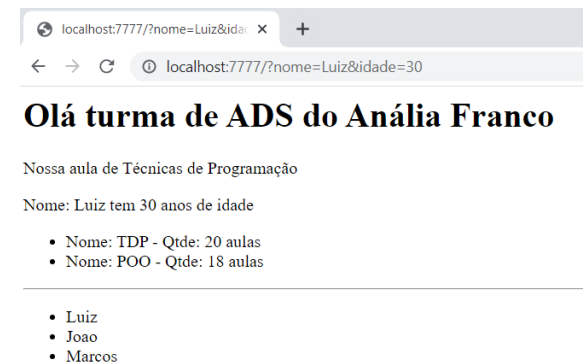 localhost:7777/?nome=Luiz&ida
localhost:7777/?nome=Luiz&idade=30
Olá turma de ADS do Anália Franco
Nossa aula de Técnicas de Programação
Nome: Luiz tem 30 anos de idade
Nome: TDP - Qtde: 20 aulas
Nome: POO - Qtde: 18 aulas
Luiz
Joao
Marcos